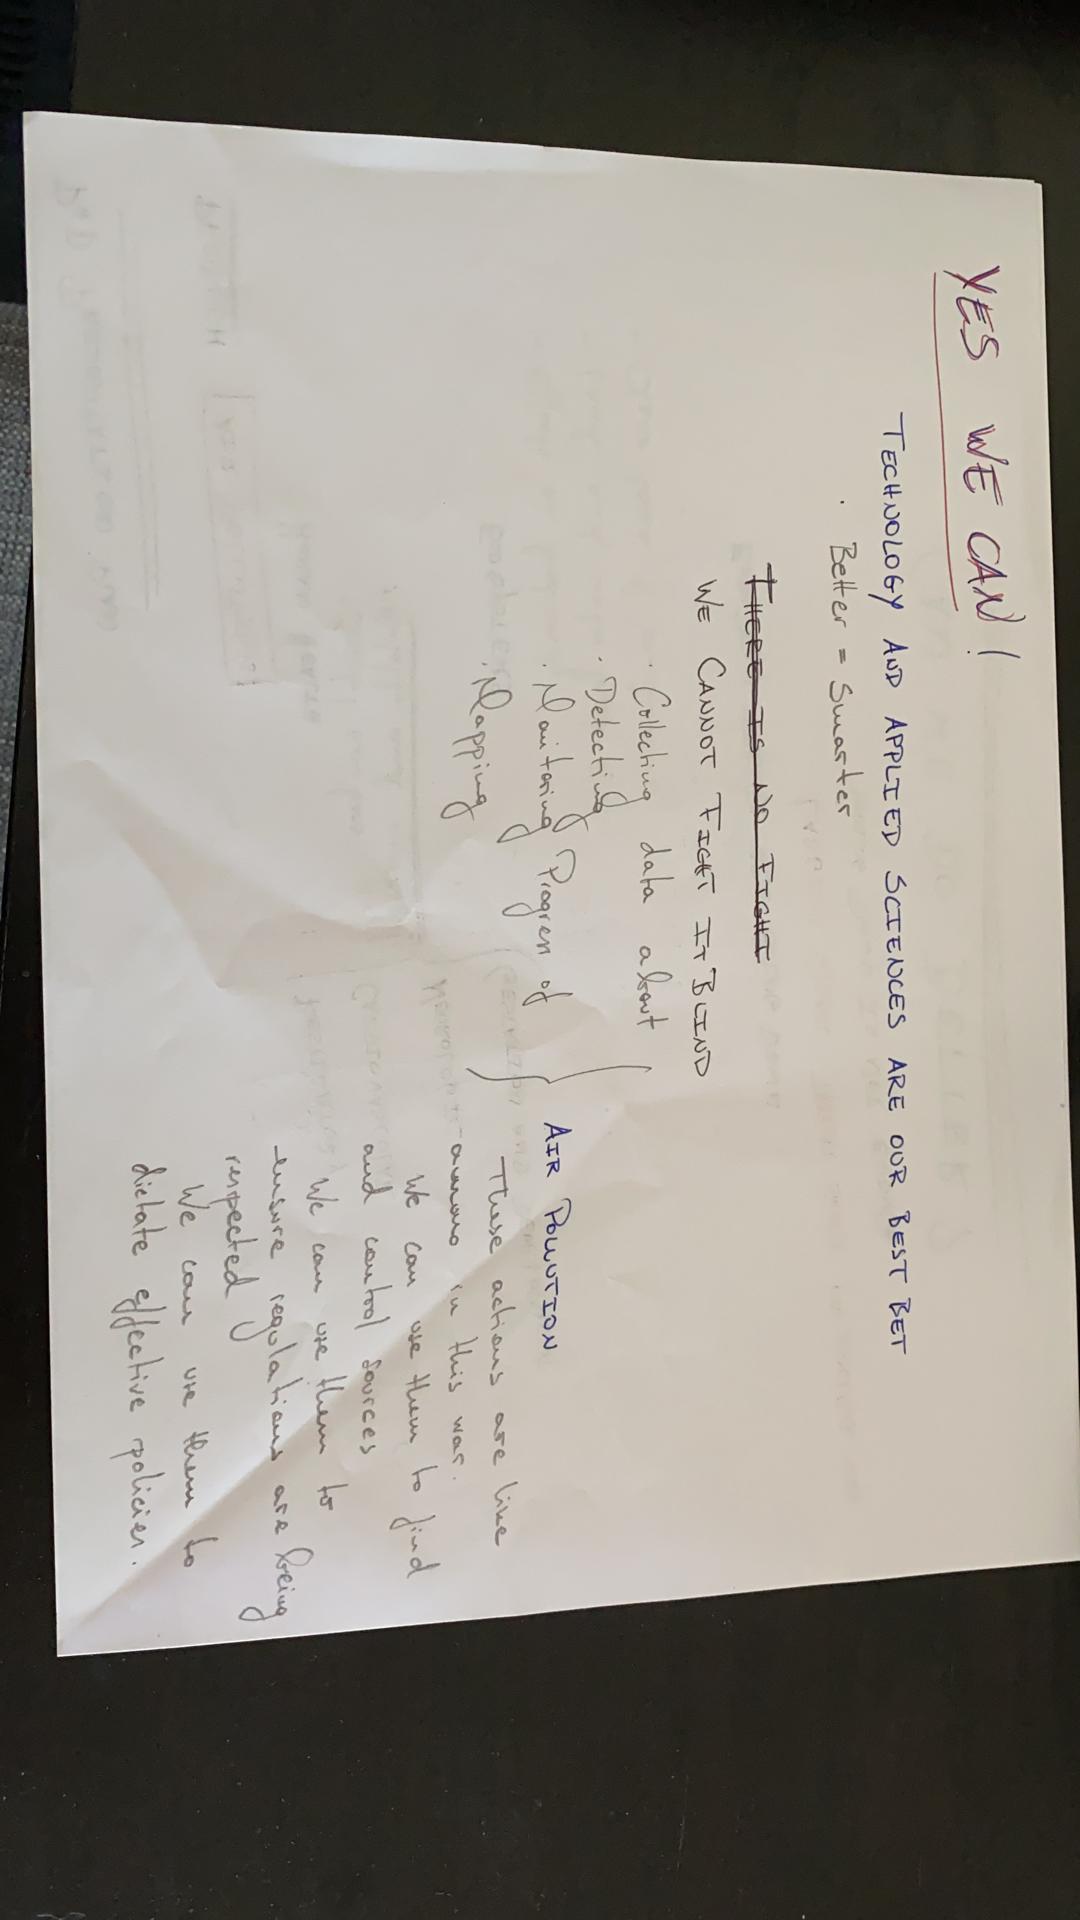 YES WE CAN!
TECHNOLOGY AND APPLIED SCIENCES ARE OUR BEST BET
· Better = Smarter
THERE IS NO FIGHT
WE CANNOT FIGHT IT BLIND
· Collecting data about
· Detecting
· Monitoring Progress of
· Mapping
AIR POLLUTION
These actions are like
in this war.
We can use them to find
and control sources
We can use them to
ensure regulations are being
respected
We can use them to
dictate effective policies.